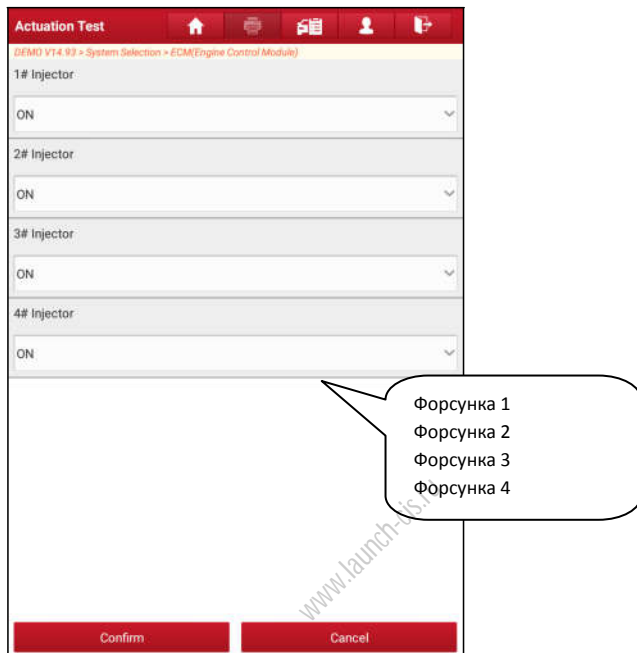 Actuation Test
DEMO V14.93 > System Selection > ECM(Engine Control Module)
1# Injector
ON
2# Injector
ON
3# Injector
ON
4# Injector
ON
Форсунка 1
Форсунка 2
Форсунка 3
Форсунка 4
www.launch-cis.ru
Confirm
Cancel